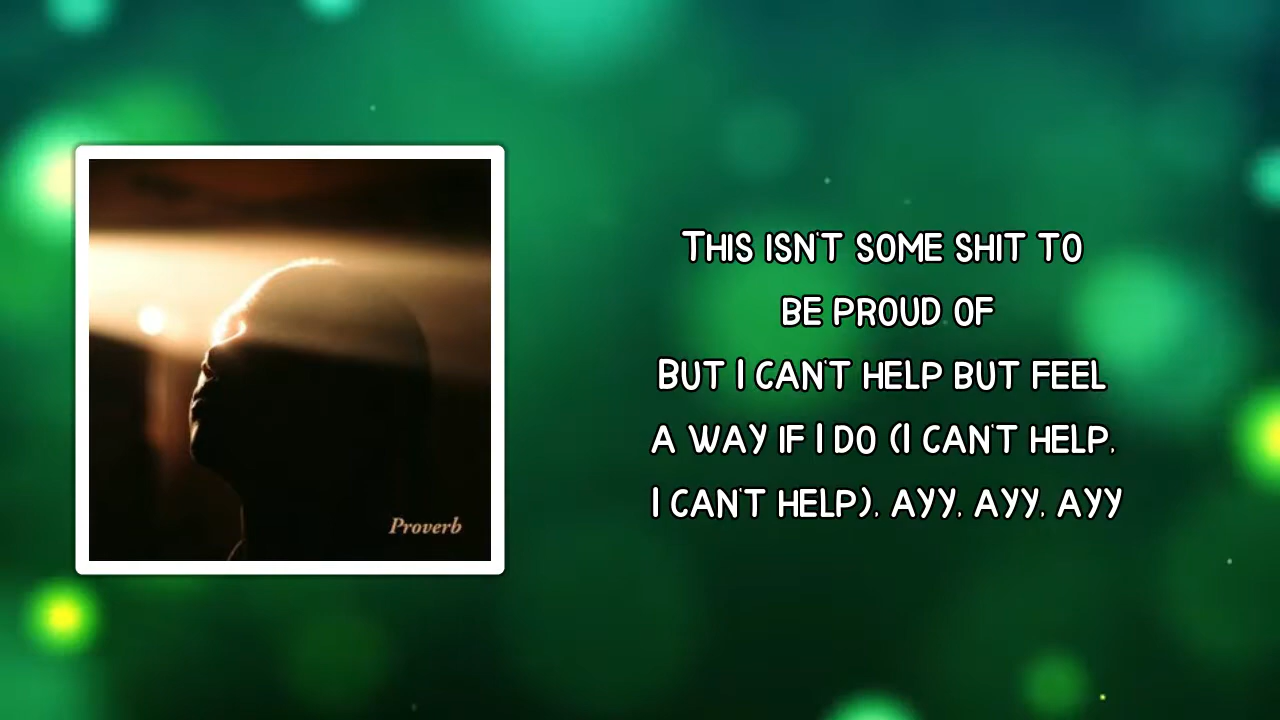 Proverb
THIS ISN'T SOME SHIT TO
BE PROUD OF
BUT I CAN'T HELP BUT FEEL
A WAY IF I DO (I CAN'T HELP,
I CAN'T HELP), AYY, AYY, AYY